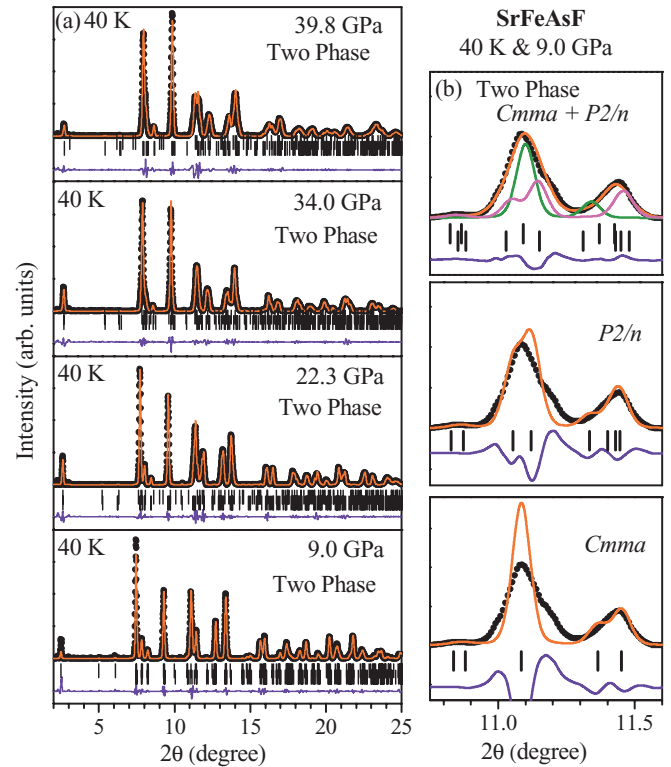 (a) 40 K
39.8 GPa
Two Phase
40 K
34.0 GPa
Two Phase
40 K
22.3 GPa
Two Phase
40 K
9.0 GPa
Two Phase
Intensity (arb. units)
5 10 15 20 25
2θ (degree)
SrFeAsF
40 K & 9.0 GPa
(b) Two Phase
Cmma + P2/n
P2/n
Cmma
11.0 11.5
2θ (degree)